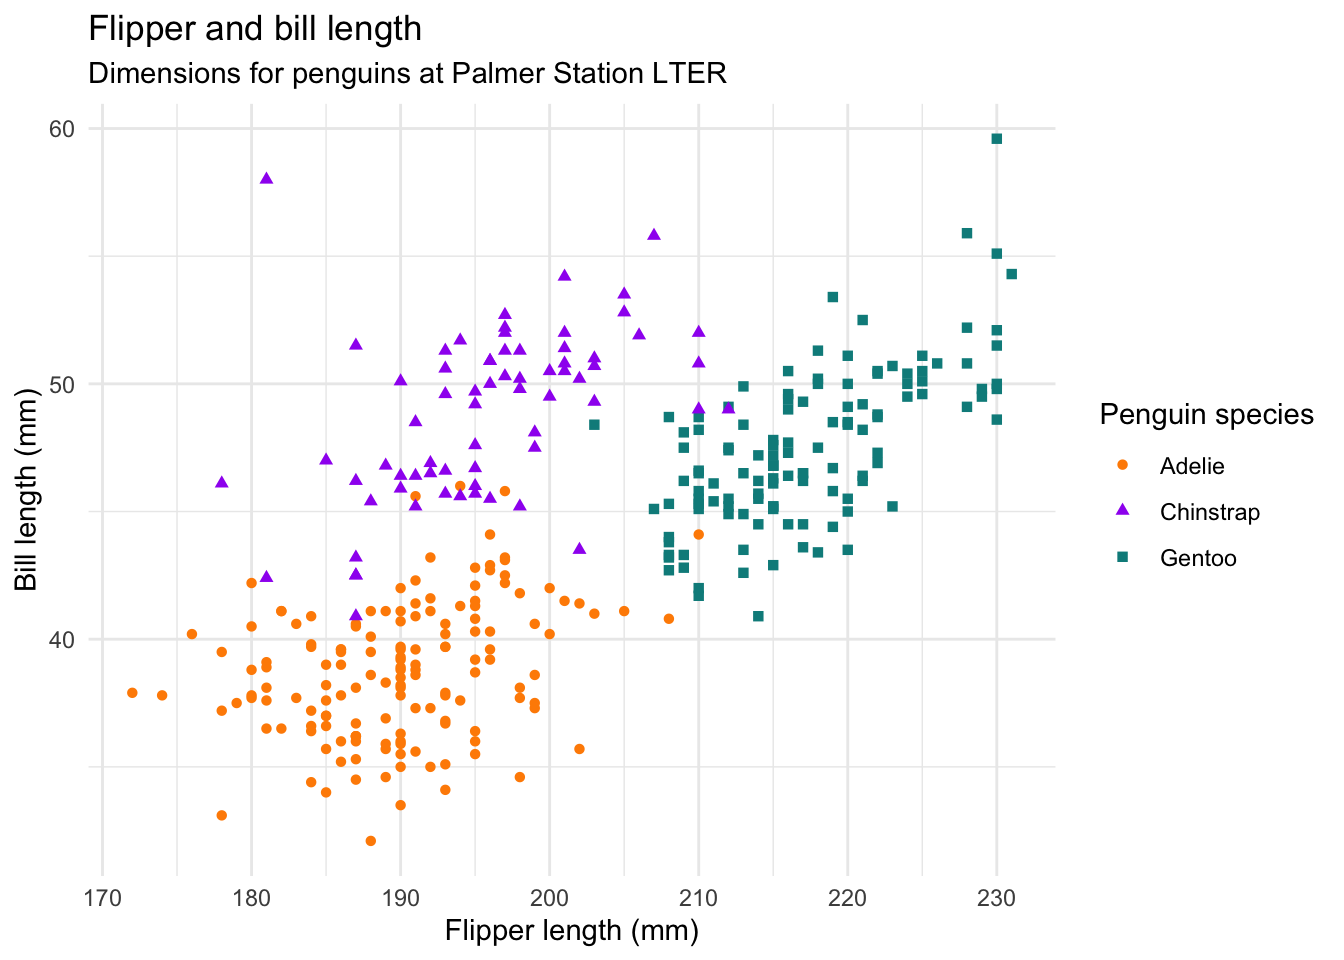 Flipper and bill length
Dimensions for penguins at Palmer Station LTER
60
50
40
Bill length (mm)
170 180 190 200 210 220 230
Flipper length (mm)
Penguin species
Adelie
Chinstrap
Gentoo